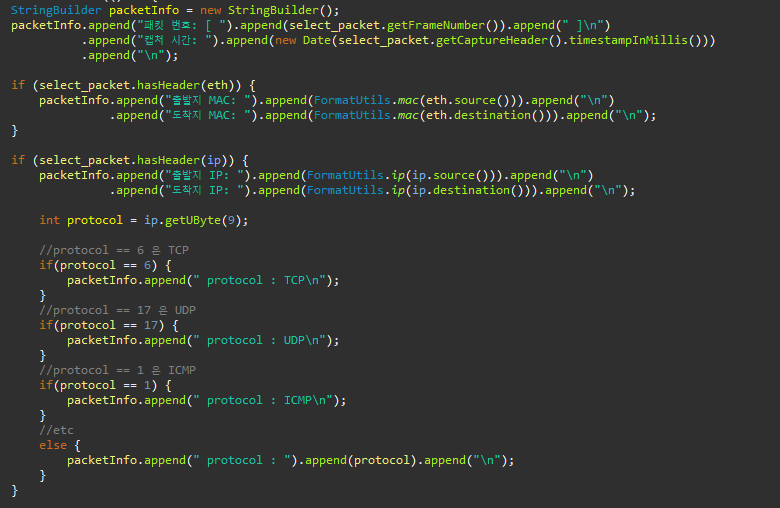 StringBuilder packetInfo = new StringBuilder();
packetInfo.append("패킷 번호: [ ").append(select_packet.getFrameNumber()).append(" ]\n")
.append("캡처 시간: ").append(new Date(select_packet.getCaptureHeader().timestampInMillis()))
.append("\n");
if (select_packet.hasHeader(eth)) {
packetInfo.append("출발지 MAC: ").append(FormatUtils.mac(eth.source())).append("\n")
.append("도착지 MAC: ").append(FormatUtils.mac(eth.destination())).append("\n");
}
if (select_packet.hasHeader(ip)) {
packetInfo.append("출발지 IP: ").append(FormatUtils.ip(ip.source())).append("\n")
.append("도착지 IP: ").append(FormatUtils.ip(ip.destination())).append("\n");
int protocol = ip.getUByte(9);
//protocol == 6 은 TCP
if(protocol == 6) {
packetInfo.append(" protocol : TCP\n");
}
//protocol == 17 은 UDP
if(protocol == 17) {
packetInfo.append(" protocol : UDP\n");
}
//protocol == 1 은 ICMP
if(protocol == 1) {
packetInfo.append(" protocol : ICMP\n");
}
//etc
else {
packetInfo.append(" protocol : ").append(protocol).append("\n");
}
}